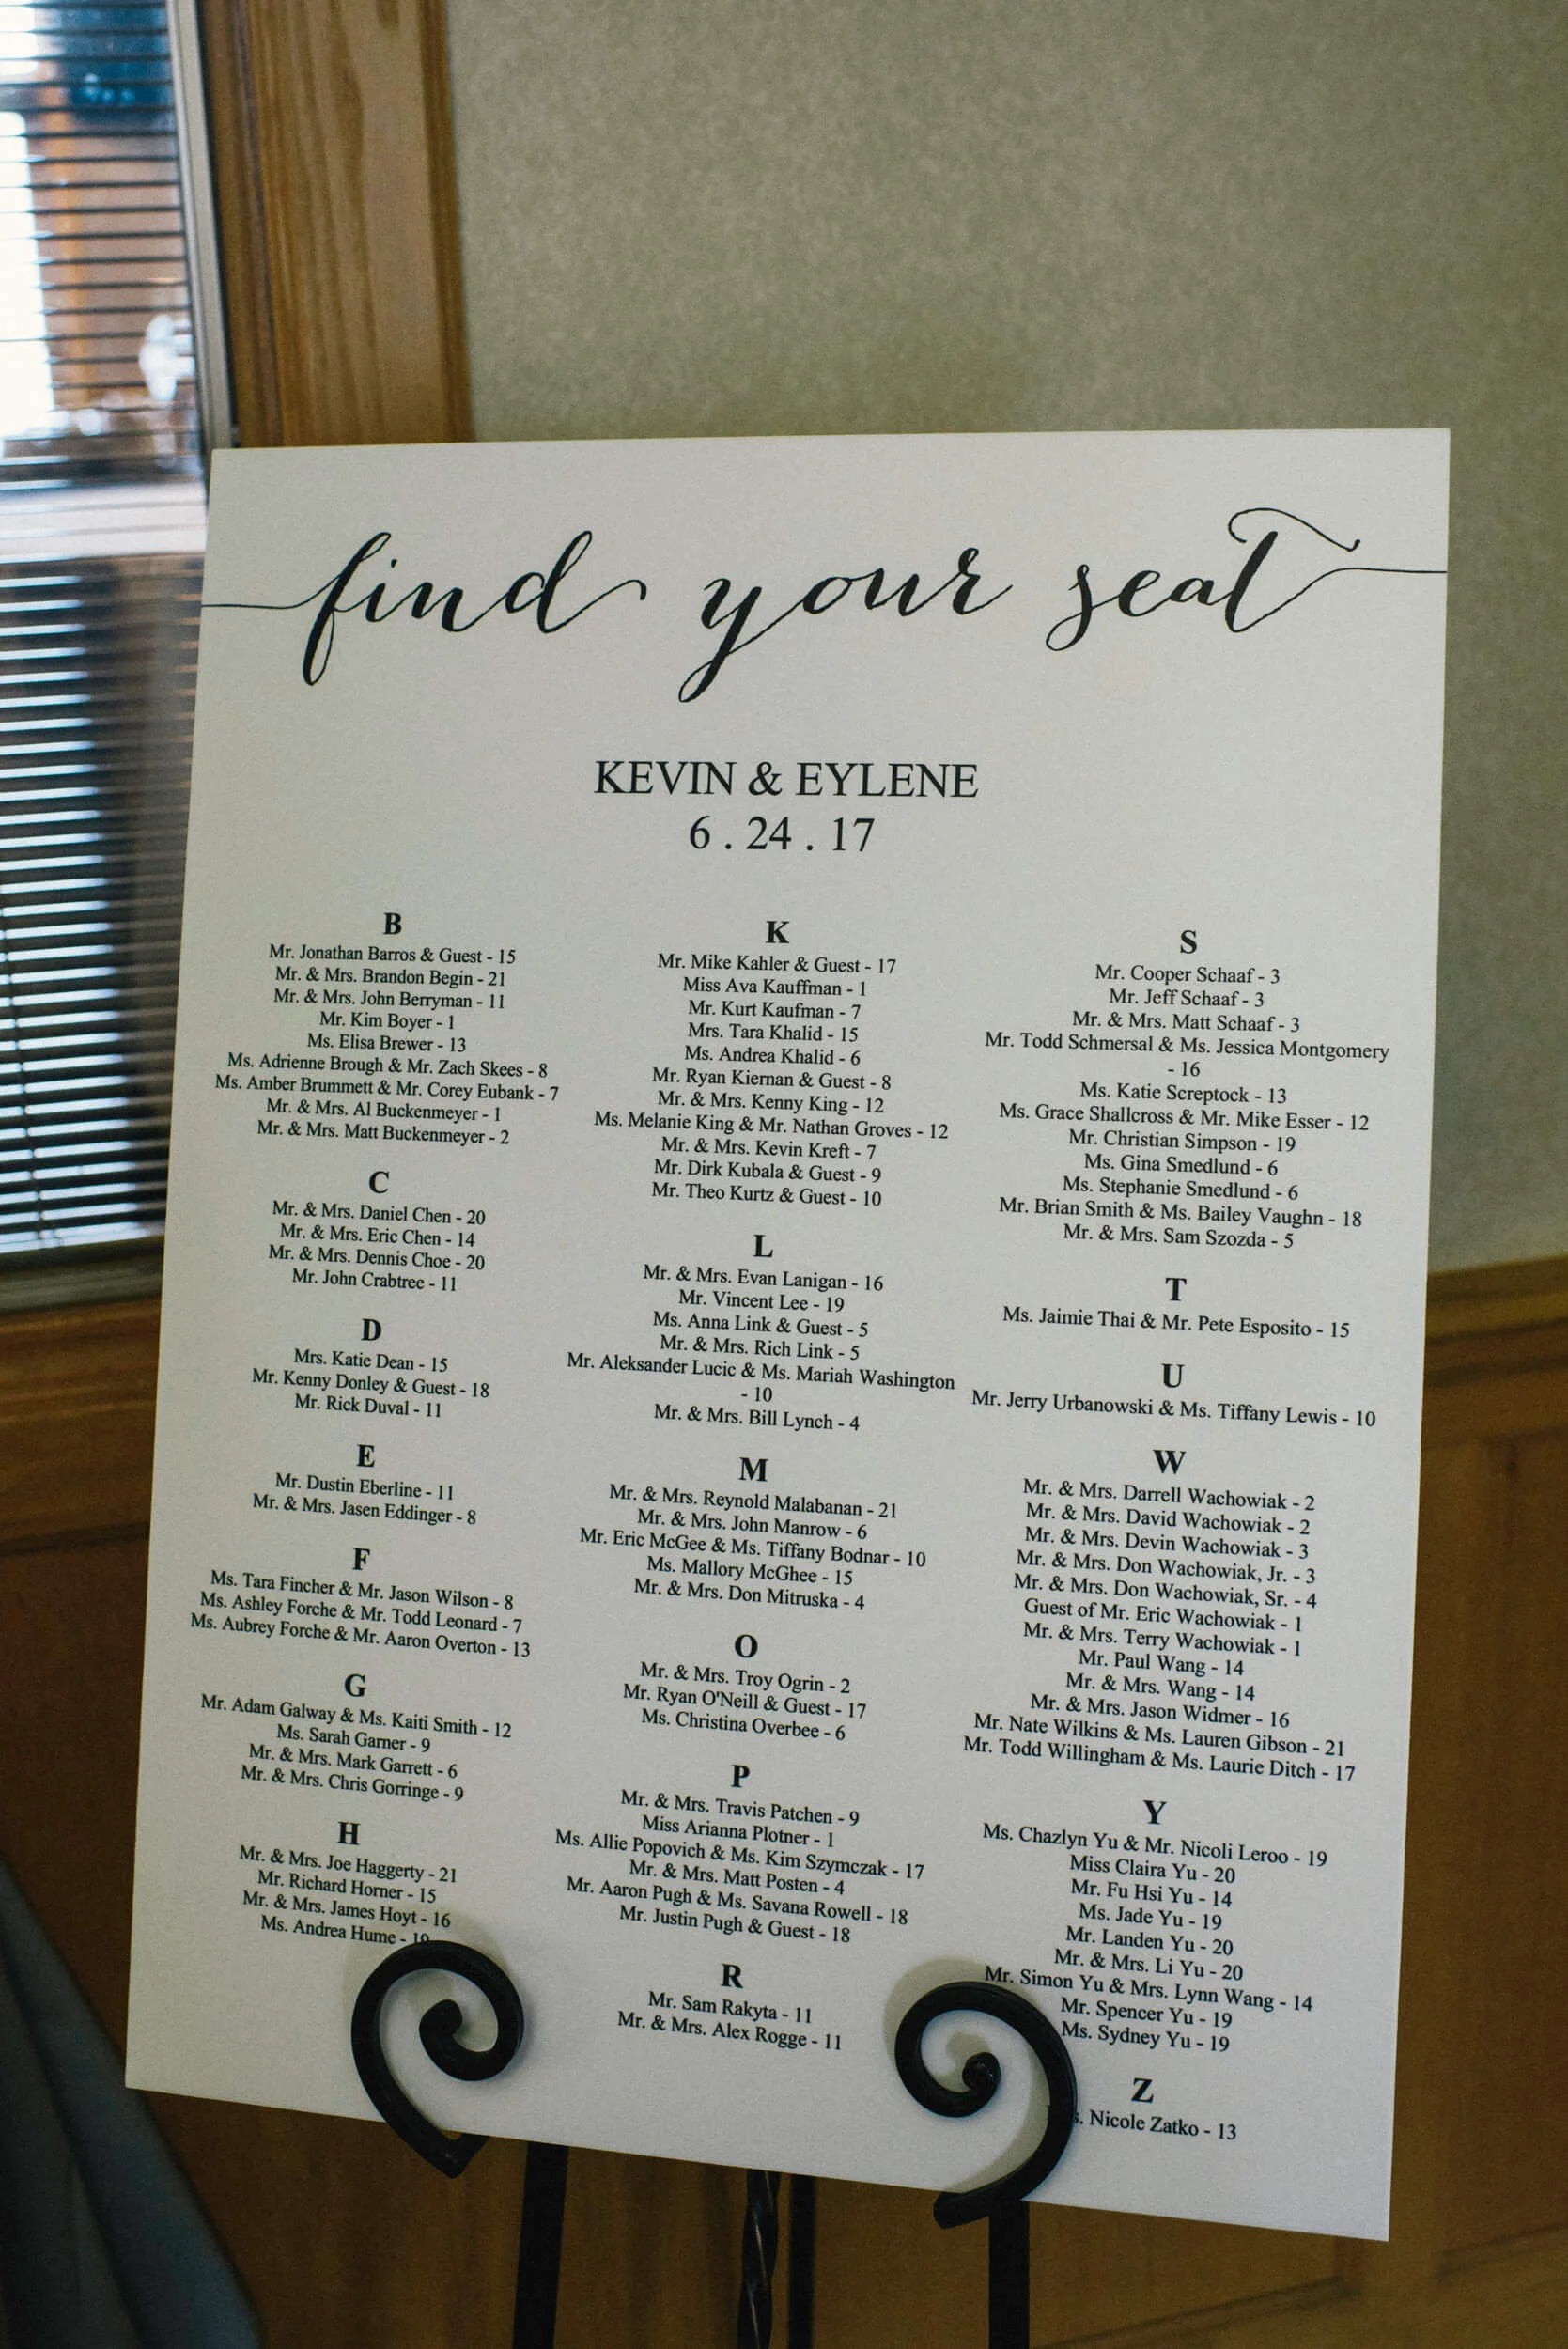 find your seat
KEVIN & EYLENE
6 . 24 . 17
B
Mr. Jonathan Barros & Guest - 15
Mr. & Mrs. Brandon Begin - 21
Mr. & Mrs. John Berryman - 11
Mr. Kim Boyer - 1
Ms. Elisa Brewer - 13
Ms. Adrienne Brough & Mr. Zach Skees - 8
Ms. Amber Brummett & Mr. Corey Eubank - 7
Mr. & Mrs. Al Buckenmeyer - 1
Mr. & Mrs. Matt Buckenmeyer - 2
C
Mr. & Mrs. Daniel Chen - 20
Mr. & Mrs. Eric Chen - 14
Mr. & Mrs. Dennis Choe - 20
Mr. John Crabtree - 11
D
Mrs. Katie Dean - 15
Mr. Kenny Donley & Guest - 18
Mr. Rick Duval - 11
E
Mr. Dustin Eberline - 11
Mr. & Mrs. Jasen Eddinger - 8
F
Ms. Tara Fincher & Mr. Jason Wilson - 8
Ms. Ashley Forche & Mr. Todd Leonard - 7
Ms. Aubrey Forche & Mr. Aaron Overton - 13
G
Mr. Adam Galway & Ms. Kaiti Smith - 12
Ms. Sarah Garner - 9
Mr. & Mrs. Mark Garrett - 6
Mr. & Mrs. Chris Gorringe - 9
H
Mr. & Mrs. Joe Haggerty - 21
Mr. Richard Horner - 15
Mr. & Mrs. James Hoyt - 16
Ms. Andrea Hume -
K
Mr. Mike Kahler & Guest - 17
Miss Ava Kauffman - 1
Mr. Kurt Kaufman - 7
Mrs. Tara Khalid - 15
Ms. Andrea Khalid - 6
Mr. Ryan Kiernan & Guest - 8
Mr. & Mrs. Kenny King - 12
Ms. Melanie King & Mr. Nathan Groves - 12
Mr. & Mrs. Kevin Kreft - 7
Mr. Dirk Kubala & Guest - 9
Mr. Theo Kurtz & Guest - 10
L
Mr. & Mrs. Evan Lanigan - 16
Mr. Vincent Lee - 19
Ms. Anna Link & Guest - 5
Mr. & Mrs. Rich Link - 5
Mr. Aleksander Lucic & Ms. Mariah Washington
- 10
Mr. & Mrs. Bill Lynch - 4
M
Mr. & Mrs. Reynold Malabanan - 21
Mr. & Mrs. John Manrow - 6
Mr. Eric McGee & Ms. Tiffany Bodnar - 10
Ms. Mallory McGhee - 15
Mr. & Mrs. Don Mitruska - 4
O
Mr. & Mrs. Troy Ogrin - 2
Mr. Ryan O'Neill & Guest - 17
Ms. Christina Overbee - 6
P
Mr. & Mrs. Travis Patchen - 9
Miss Arianna Plotner - 1
Ms. Allie Popovich & Ms. Kim Szymczak - 17
Mr. & Mrs. Matt Posten - 4
Mr. Aaron Pugh & Ms. Savana Rowell - 18
Mr. Justin Pugh & Guest - 18
R
Mr. Sam Rakyta - 11
Mr. & Mrs. Alex Rogge - 11
S
Mr. Cooper Schaaf - 3
Mr. Jeff Schaaf - 3
Mr. & Mrs. Matt Schaaf - 3
Mr. Todd Schmersal & Ms. Jessica Montgomery
- 16
Ms. Katie Screptock - 13
Ms. Grace Shallcross & Mr. Mike Esser - 12
Mr. Christian Simpson - 19
Ms. Gina Smedlund - 6
Ms. Stephanie Smedlund - 6
Mr. Brian Smith & Ms. Bailey Vaughn - 18
Mr. & Mrs. Sam Szozda - 5
T
Ms. Jaimie Thai & Mr. Pete Esposito - 15
U
Mr. Jerry Urbanowski & Ms. Tiffany Lewis - 10
W
Mr. & Mrs. Darrell Wachowiak - 2
Mr. & Mrs. David Wachowiak - 2
Mr. & Mrs. Devin Wachowiak - 3
Mr. & Mrs. Don Wachowiak, Jr. - 3
Mr. & Mrs. Don Wachowiak, Sr. - 4
Guest of Mr. Eric Wachowiak - 1
Mr. & Mrs. Terry Wachowiak - 1
Mr. Paul Wang - 14
Mr. & Mrs. Wang - 14
Mr. & Mrs. Jason Widmer - 16
Mr. Nate Wilkins & Ms. Lauren Gibson - 21
Mr. Todd Willingham & Ms. Laurie Ditch - 17
Y
Ms. Chazlyn Yu & Mr. Nicoli Leroo - 19
Miss Claira Yu - 20
Mr. Fu Hsi Yu - 14
Ms. Jade Yu - 19
Mr. Landen Yu - 20
Mr. & Mrs. Li Yu - 20
Mr. Simon Yu & Mrs. Lynn Wang - 14
Mr. Spencer Yu - 19
Ms. Sydney Yu - 19
Z
Nicole Zatko - 13